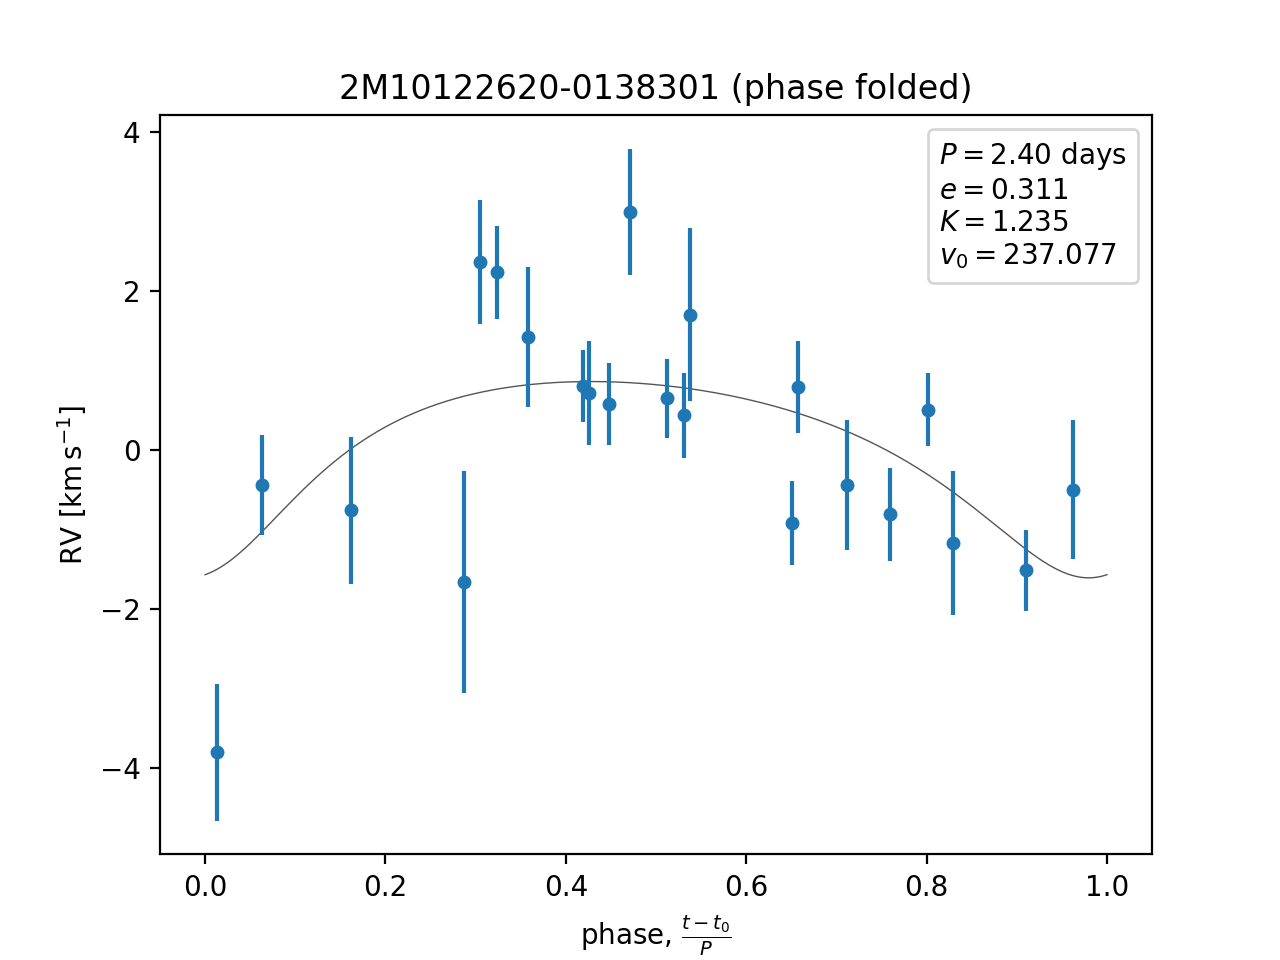 2M10122620-0138301 (phase folded)
P = 2.40 days
e = 0.311
K = 1.235
v₀ = 237.077
4
2
0
−2
−4
RV [km s⁻¹]
0.0 0.2 0.4 0.6 0.8 1.0
phase, (t − t₀)/P